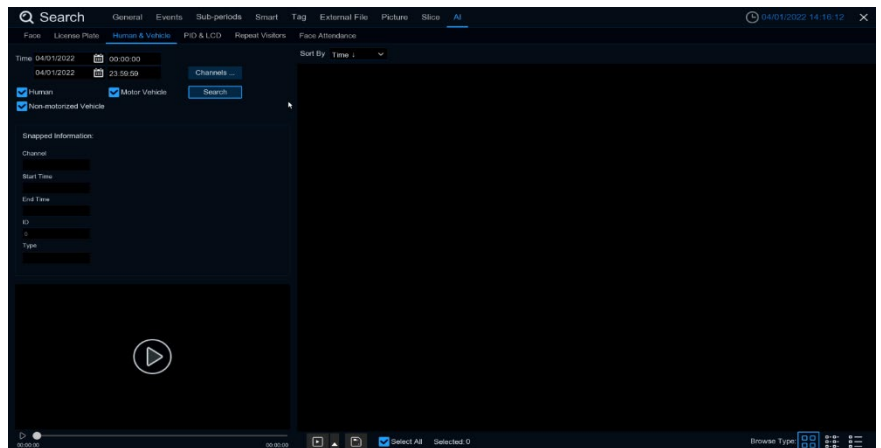 Search General Events Sub-periods Smart Tag External File Picture Slice AI 04/01/2022 14:16:12
Face License Plate Human & Vehicle PID & LCD Repeat Visitors Face Attendance
Time 04/01/2022 00:00:00 Sort By Time ↓
04/01/2022 23:59:59 Channels ...
Human Motor Vehicle Search
Non-motorized Vehicle
Snapped Information:
Channel
Start Time
End Time
ID
0
Type
00:00:00 00:00:00
Select All Selected: 0 Browse Type: